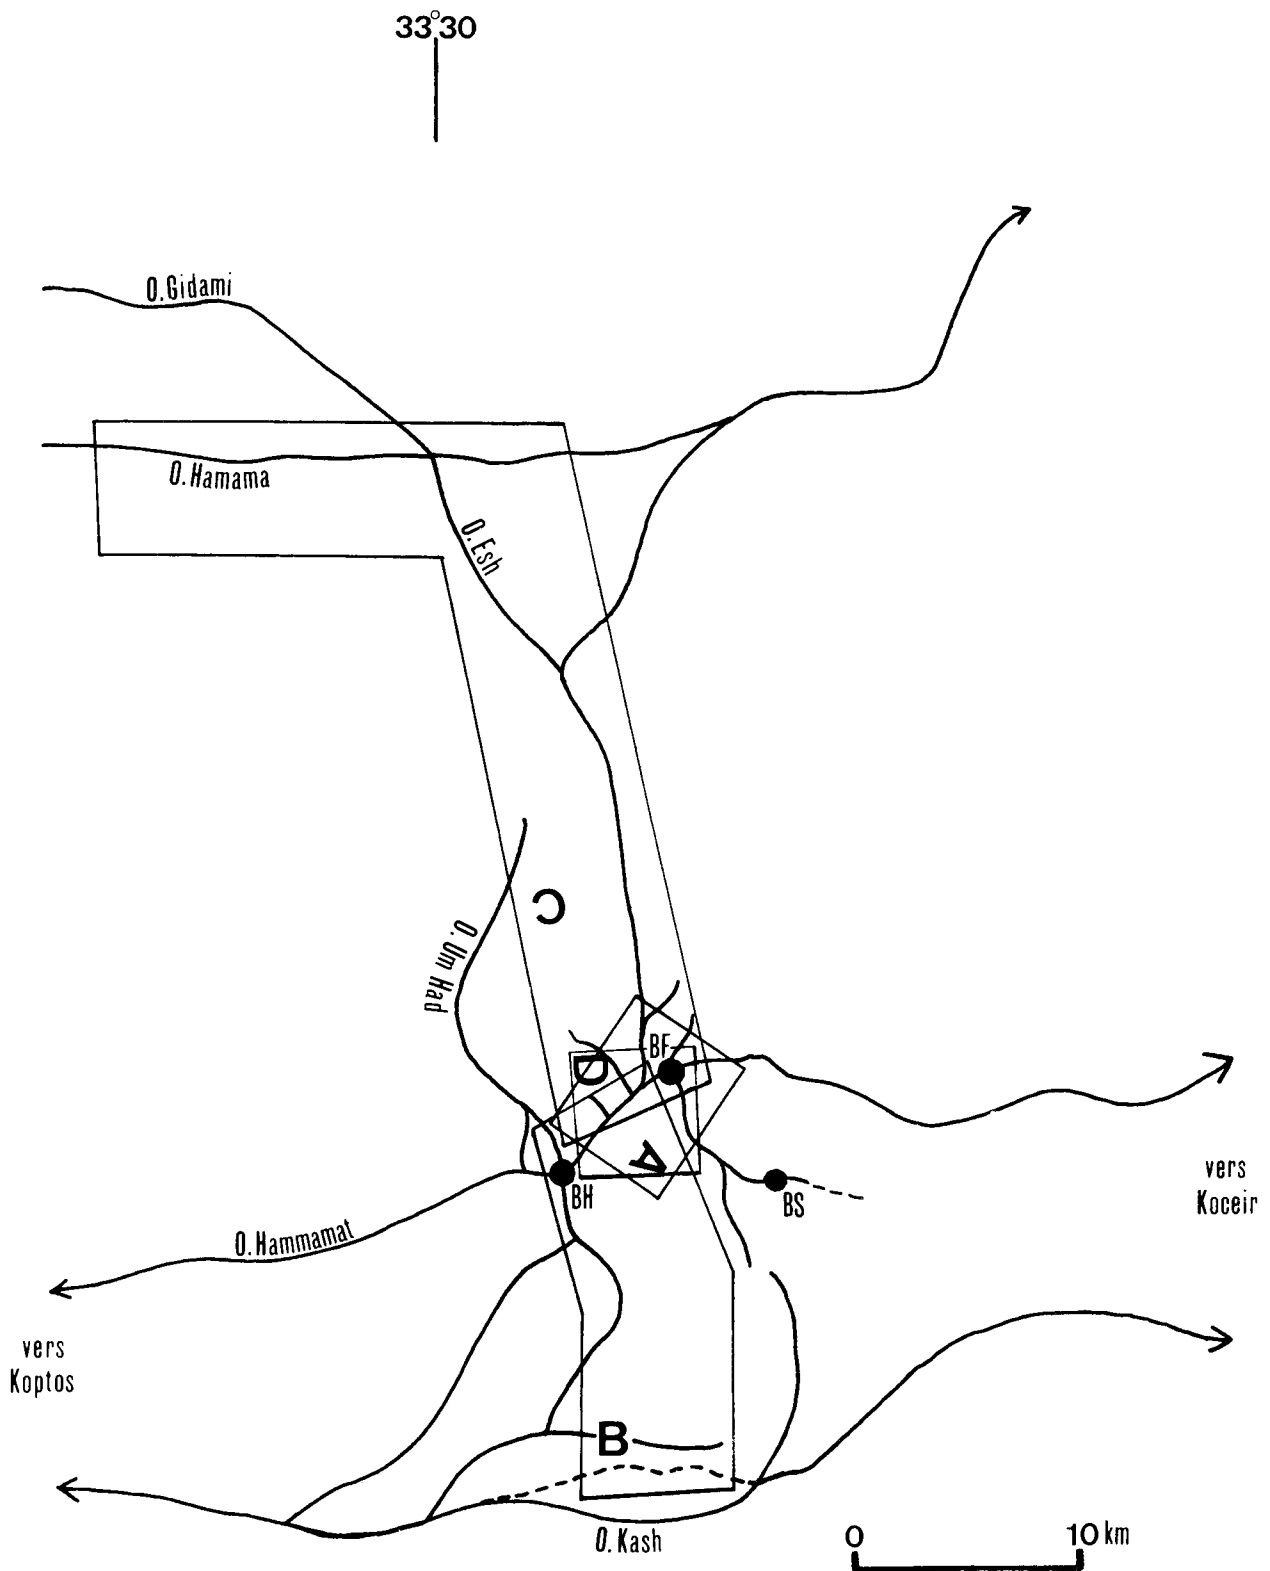 33°30
O.Gidami
O.Hamama
O.Esh
C
O.Um Had
BF
D
A
BH
BS
vers
Koceir
O.Hammamat
vers
Koptos
B
O.Kash
0 10 km